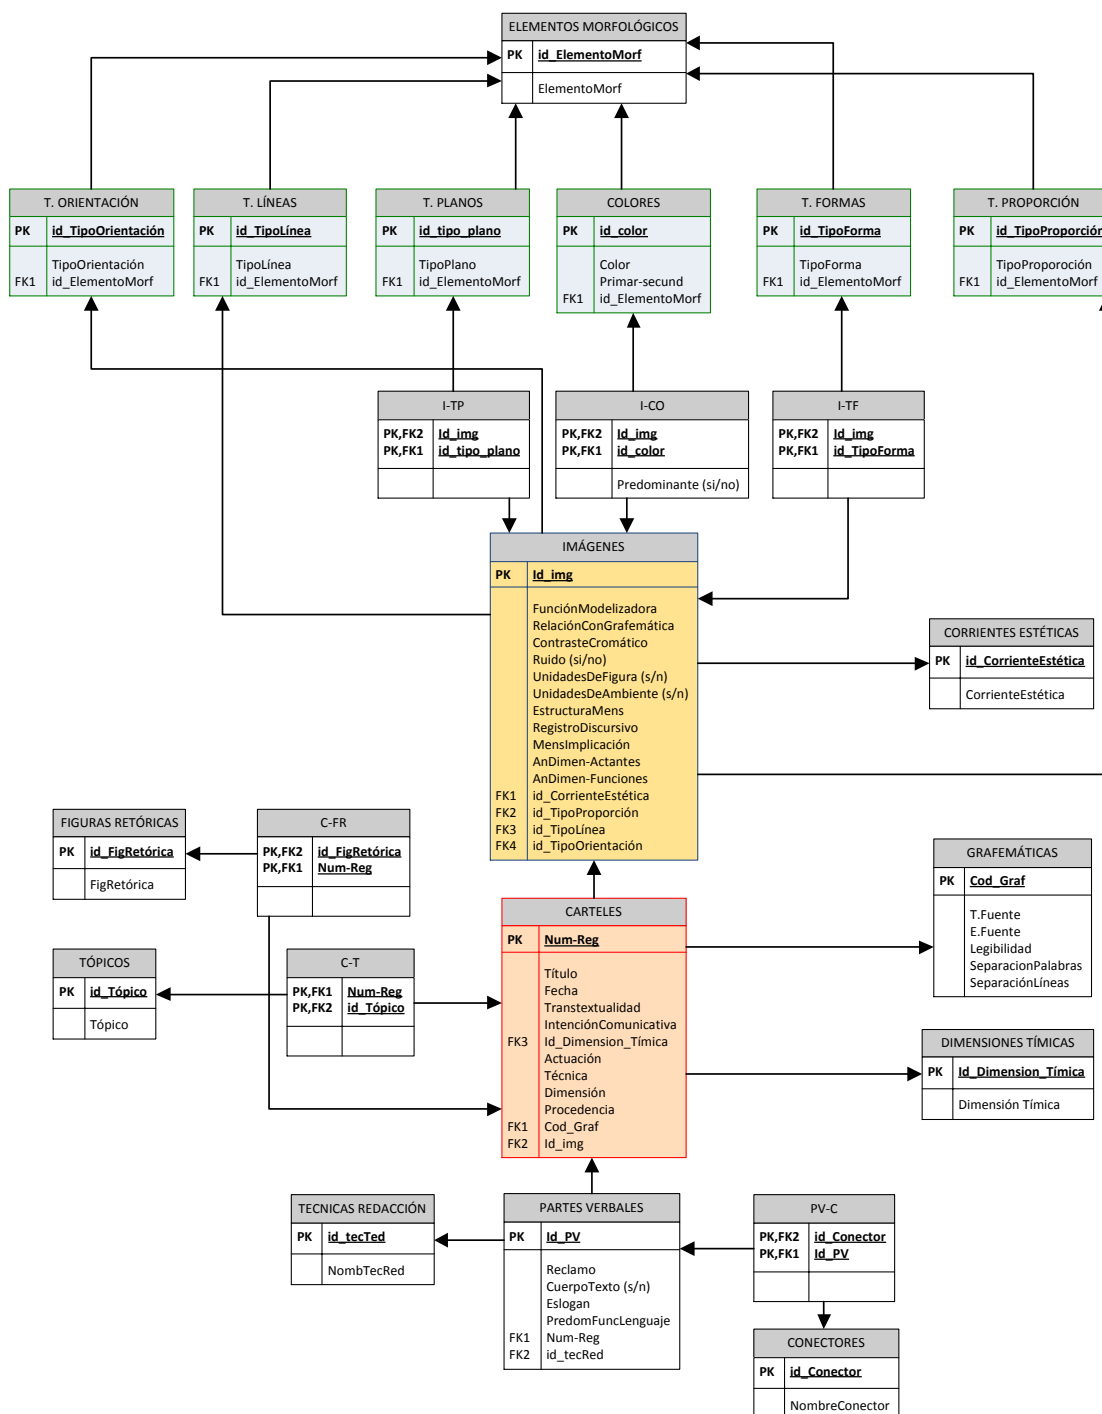 ELEMENTOS MORFOLÓGICOS
PK id_ElementoMorf
ElementoMorf
T. ORIENTACIÓN
PK id_TipoOrientación
TipoOrientación
FK1 id_ElementoMorf
T. LÍNEAS
PK id_TipoLínea
TipoLínea
FK1 id_ElementoMorf
T. PLANOS
PK id_tipo_plano
TipoPlano
FK1 id_ElementoMorf
COLORES
PK id_color
Color
Primar-secund
FK1 id_ElementoMorf
T. FORMAS
PK id_TipoForma
TipoForma
FK1 id_ElementoMorf
T. PROPORCIÓN
PK id_TipoProporción
TipoProporoción
FK1 id_ElementoMorf
I-TP
PK,FK2 Id_img
PK,FK1 id_tipo_plano
I-CO
PK,FK2 Id_img
PK,FK1 id_color
Predominante (si/no)
I-TF
PK,FK2 Id_img
PK,FK1 id_TipoForma
IMÁGENES
PK Id_img
FunciónModelizadora
RelaciónConGrafemática
ContrasteCromático
Ruido (si/no)
UnidadesDeFigura (s/n)
UnidadesDeAmbiente (s/n)
EstructuraMens
RegistroDiscursivo
MensImplicación
AnDimen-Actantes
AnDimen-Funciones
FK1 id_CorrienteEstética
FK2 id_TipoProporción
FK3 id_TipoLínea
FK4 id_TipoOrientación
CORRIENTES ESTÉTICAS
PK id_CorrienteEstética
CorrienteEstética
FIGURAS RETÓRICAS
PK id_FigRetórica
FigRetórica
C-FR
PK,FK2 id_FigRetórica
PK,FK1 Num-Reg
GRAFEMÁTICAS
PK Cod_Graf
T.Fuente
E.Fuente
Legibilidad
SeparacionPalabras
SeparaciónLíneas
CARTELES
PK Num-Reg
Título
Fecha
Transtextualidad
IntenciónComunicativa
FK3 Id_Dimension_Tímica
Actuación
Técnica
Dimensión
Procedencia
FK1 Cod_Graf
FK2 Id_img
TÓPICOS
PK id_Tópico
Tópico
C-T
PK,FK1 Num-Reg
PK,FK2 id_Tópico
DIMENSIONES TÍMICAS
PK Id_Dimension_Tímica
Dimensión Tímica
TECNICAS REDACCIÓN
PK id_tecTed
NombTecRed
PARTES VERBALES
PK Id_PV
Reclamo
CuerpoTexto (s/n)
Eslogan
PredomFuncLenguaje
FK1 Num-Reg
FK2 id_tecRed
PV-C
PK,FK2 id_Conector
PK,FK1 Id_PV
CONECTORES
PK id_Conector
NombreConector